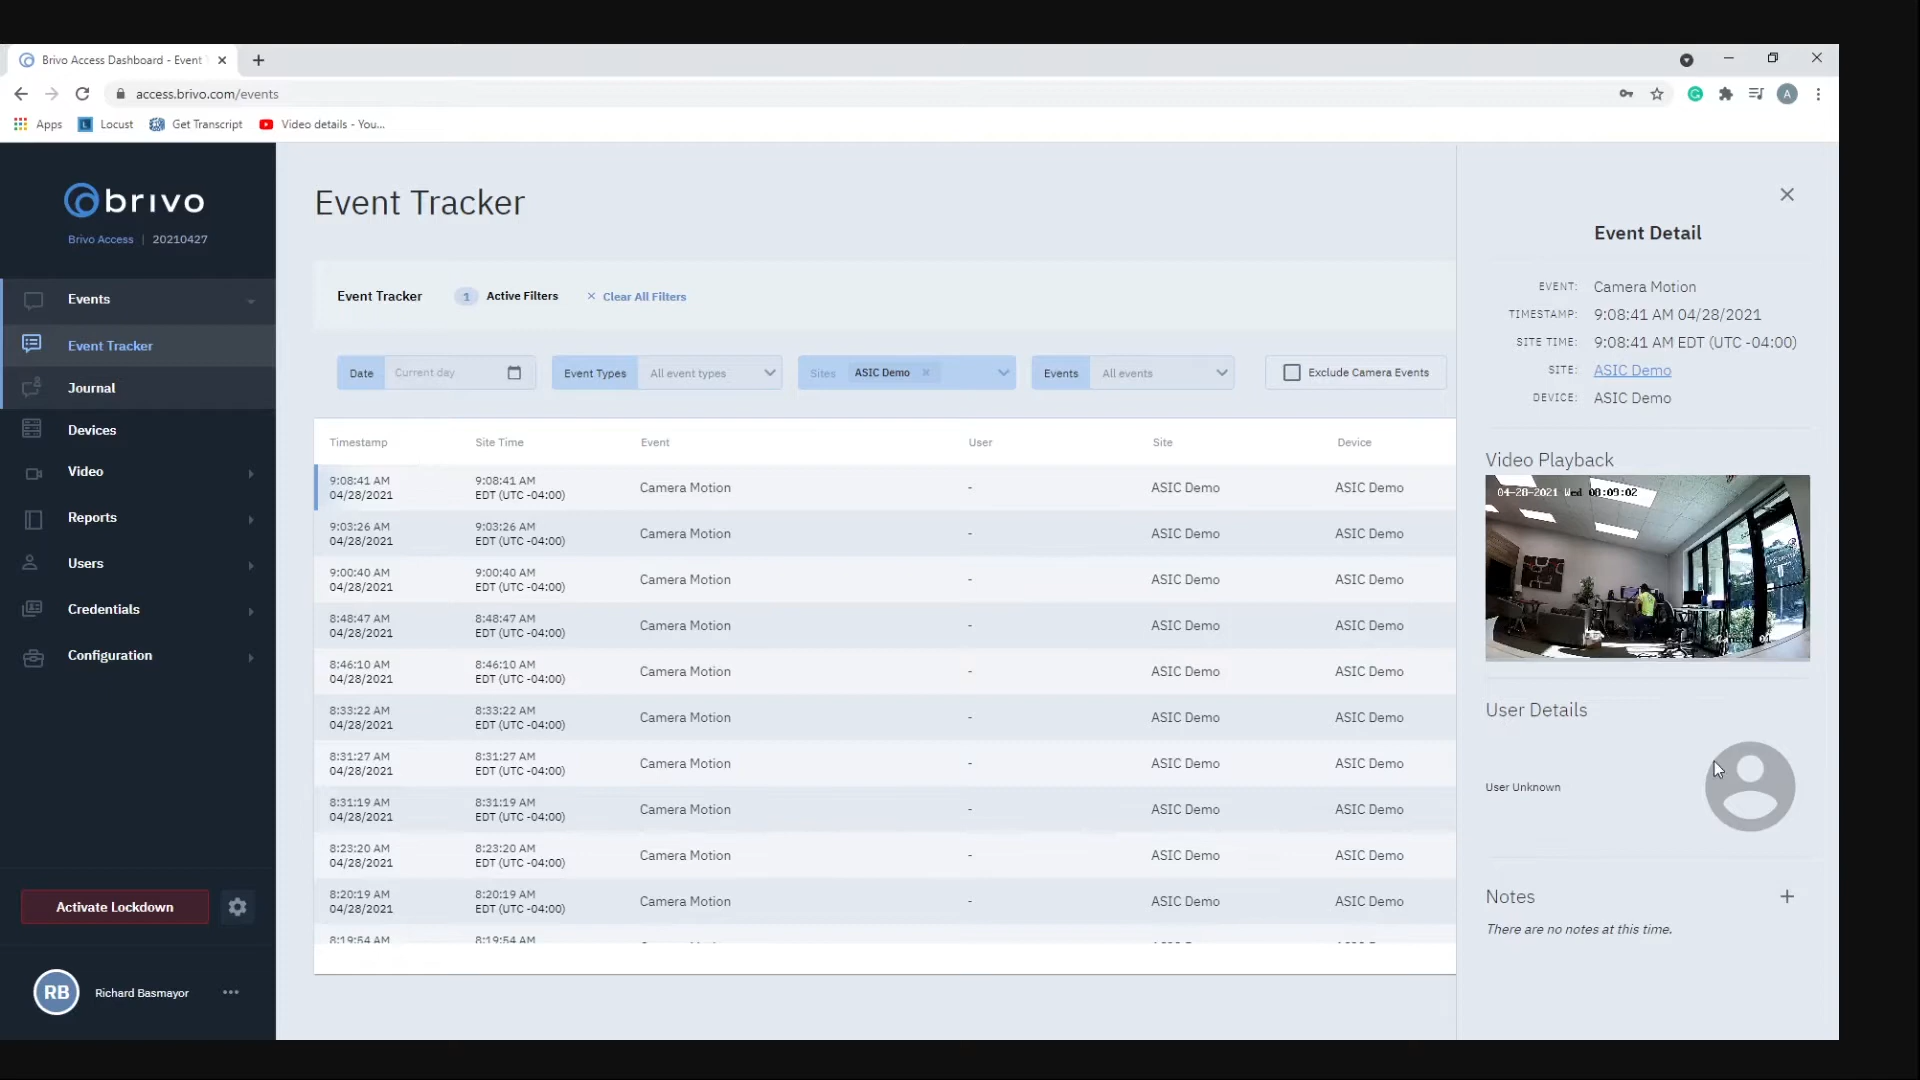 Brivo Access Dashboard - Event
access.brivo.com/events
A
Apps
Locust
Get Transcript
Video details - You...
brivo
Brivo Access | 20210427
Events
Event Tracker
Journal
Devices
Video
Reports
Users
Credentials
Configuration
Activate Lockdown
RB Richard Basmayor
Event Tracker
Event Tracker 1 Active Filters × Clear All Filters
Date Current day Event Types All event types Sites ASIC Demo × Events All events Exclude Camera Events
Timestamp Site Time Event User Site Device
9:08:41 AM 9:08:41 AM
04/28/2021 EDT (UTC -04:00) Camera Motion - ASIC Demo ASIC Demo
9:03:26 AM 9:03:26 AM
04/28/2021 EDT (UTC -04:00) Camera Motion - ASIC Demo ASIC Demo
9:00:40 AM 9:00:40 AM
04/28/2021 EDT (UTC -04:00) Camera Motion - ASIC Demo ASIC Demo
8:48:47 AM 8:48:47 AM
04/28/2021 EDT (UTC -04:00) Camera Motion - ASIC Demo ASIC Demo
8:46:10 AM 8:46:10 AM
04/28/2021 EDT (UTC -04:00) Camera Motion - ASIC Demo ASIC Demo
8:33:22 AM 8:33:22 AM
04/28/2021 EDT (UTC -04:00) Camera Motion - ASIC Demo ASIC Demo
8:31:27 AM 8:31:27 AM
04/28/2021 EDT (UTC -04:00) Camera Motion - ASIC Demo ASIC Demo
8:31:19 AM 8:31:19 AM
04/28/2021 EDT (UTC -04:00) Camera Motion - ASIC Demo ASIC Demo
8:23:20 AM 8:23:20 AM
04/28/2021 EDT (UTC -04:00) Camera Motion - ASIC Demo ASIC Demo
8:20:19 AM 8:20:19 AM
04/28/2021 EDT (UTC -04:00) Camera Motion - ASIC Demo ASIC Demo
8:19:54 AM 8:19:54 AM
Event Detail
EVENT: Camera Motion
TIMESTAMP: 9:08:41 AM 04/28/2021
SITE TIME: 9:08:41 AM EDT (UTC -04:00)
SITE: ASIC Demo
DEVICE: ASIC Demo
Video Playback
04-28-2021 Wed 08:09:02
User Details
User Unknown
Notes +
There are no notes at this time.